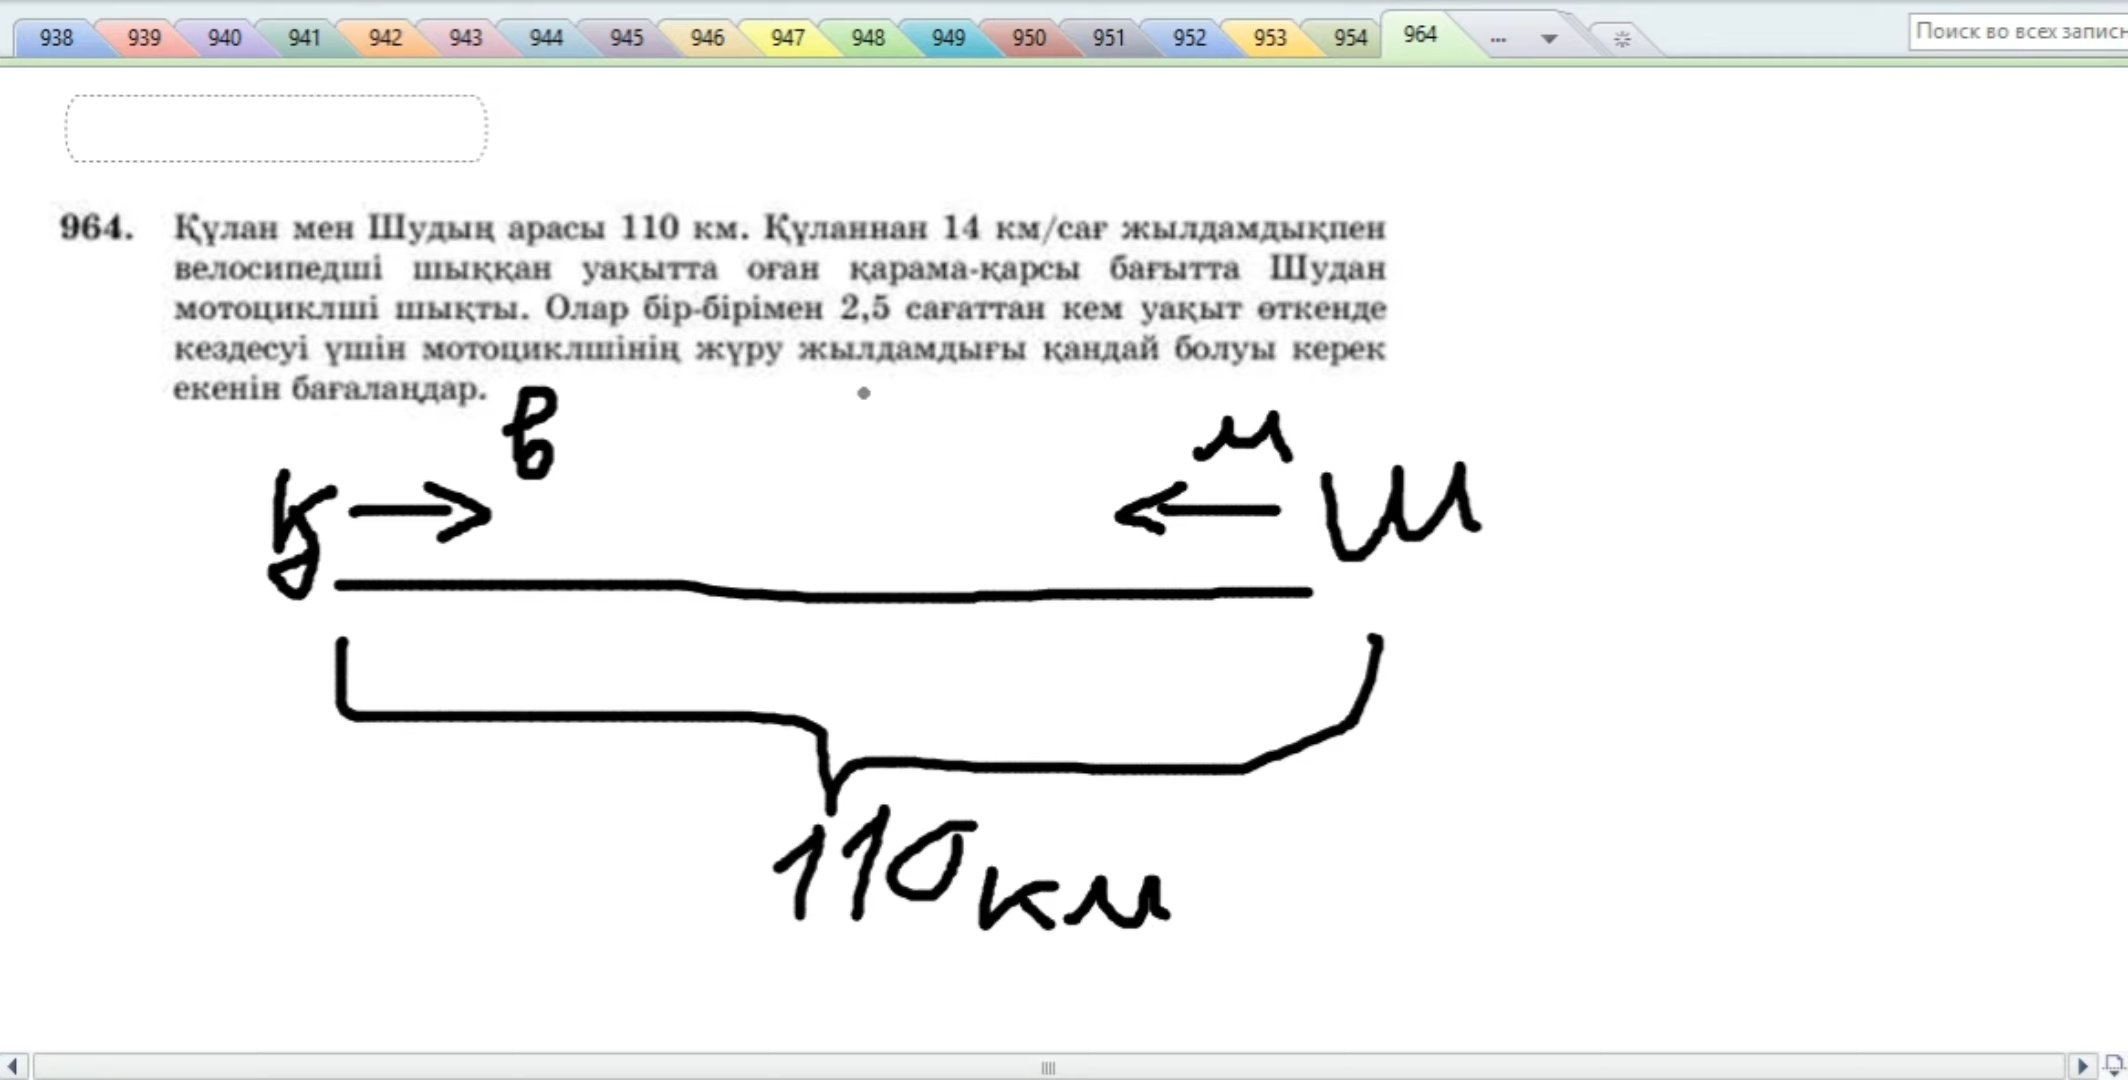 938 939 940 941 942 943 944 945 946 947 948 949 950 951 952 953 954 964 ...
Поиск во всех запис
964. Құлан мен Шудың арасы 110 км. Құланнан 14 км/сағ жылдамдықпен
велосипедші шыққан уақытта оған қарама-қарсы бағытта Шудан
мотоциклші шықты. Олар бір-бірімен 2,5 сағаттан кем уақыт өткенде
кездесуі үшін мотоциклшінің жүру жылдамдығы қандай болуы керек
екенін бағалаңдар.
в м
Қ Ш
110 км